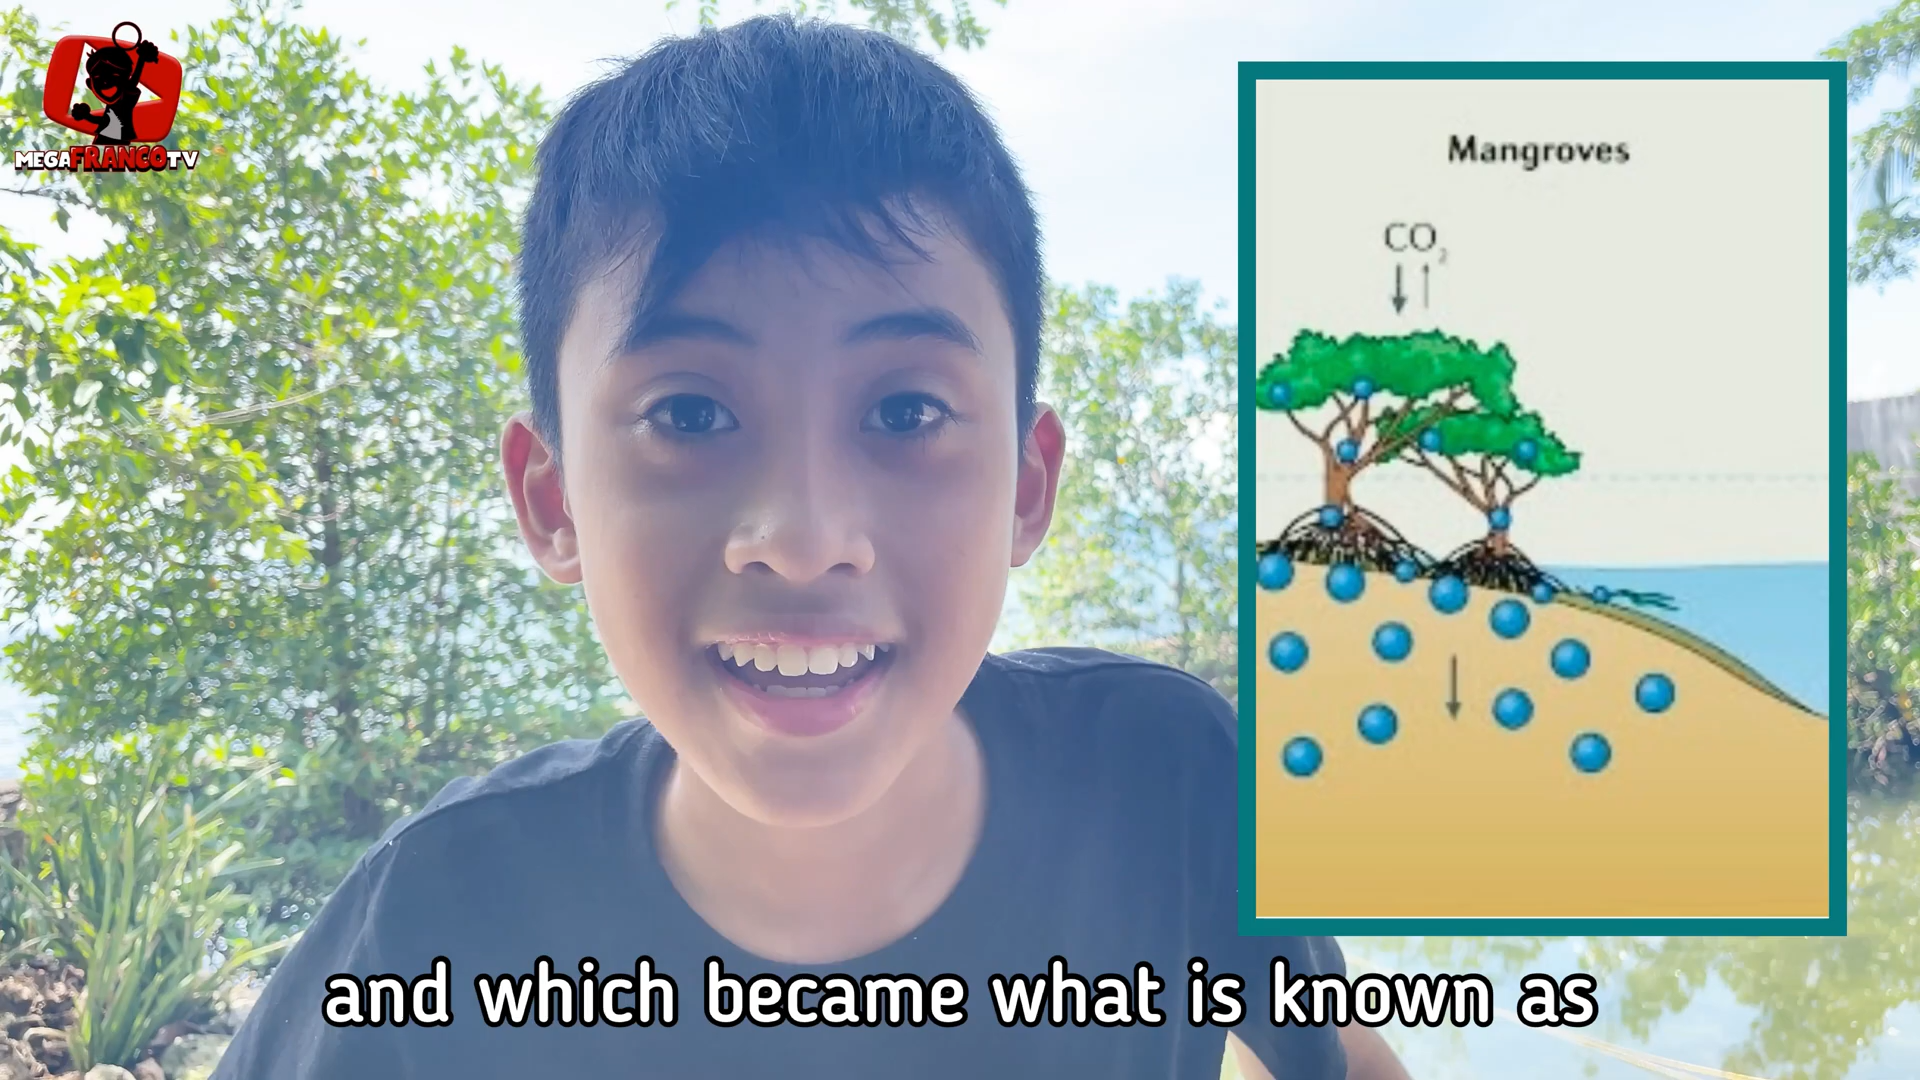 MEGAFRANCOTV
Mangroves
CO₂
and which became what is known as